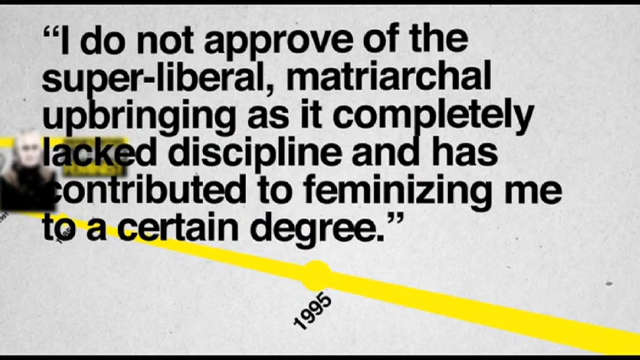 “I do not approve of the
super-liberal, matriarchal
upbringing as it completely
lacked discipline and has
contributed to feminizing me
to a certain degree.”
1995